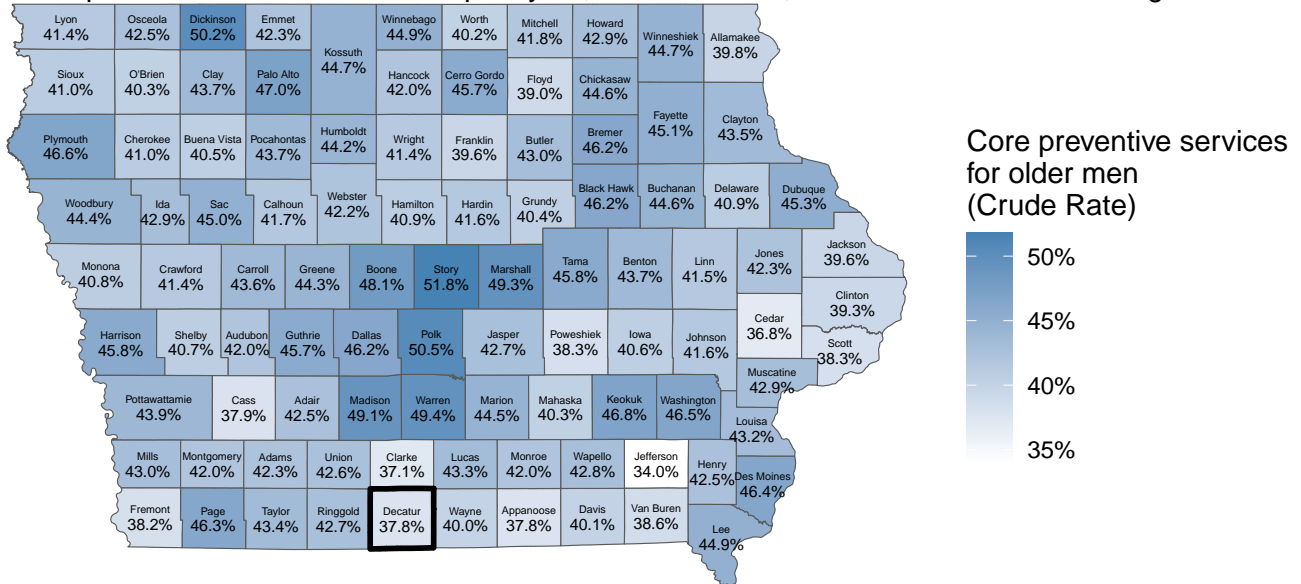 Lyon
41.4%
Osceola
42.5%
Dickinson
50.2%
Emmet
42.3%
Winnebago
44.9%
Worth
40.2%
Mitchell
41.8%
Howard
42.9%
Winneshiek
44.7%
Allamakee
39.8%
Kossuth
44.7%
Sioux
41.0%
O'Brien
40.3%
Clay
43.7%
Palo Alto
47.0%
Hancock
42.0%
Cerro Gordo
45.7%
Floyd
39.0%
Chickasaw
44.6%
Fayette
45.1%
Clayton
43.5%
Plymouth
46.6%
Cherokee
41.0%
Buena Vista
40.5%
Pocahontas
43.7%
Humboldt
44.2%
Wright
41.4%
Franklin
39.6%
Butler
43.0%
Bremer
46.2%
Woodbury
44.4%
Ida
42.9%
Sac
45.0%
Calhoun
41.7%
Webster
42.2%
Hamilton
40.9%
Hardin
41.6%
Grundy
40.4%
Black Hawk
46.2%
Buchanan
44.6%
Delaware
40.9%
Dubuque
45.3%
Monona
40.8%
Crawford
41.4%
Carroll
43.6%
Greene
44.3%
Boone
48.1%
Story
51.8%
Marshall
49.3%
Tama
45.8%
Benton
43.7%
Linn
41.5%
Jones
42.3%
Jackson
39.6%
Clinton
39.3%
Harrison
45.8%
Shelby
40.7%
Audubon
42.0%
Guthrie
45.7%
Dallas
46.2%
Polk
50.5%
Jasper
42.7%
Poweshiek
38.3%
Iowa
40.6%
Johnson
41.6%
Cedar
36.8%
Scott
38.3%
Muscatine
42.9%
Pottawattamie
43.9%
Cass
37.9%
Adair
42.5%
Madison
49.1%
Warren
49.4%
Marion
44.5%
Mahaska
40.3%
Keokuk
46.8%
Washington
46.5%
Louisa
43.2%
Mills
43.0%
Montgomery
42.0%
Adams
42.3%
Union
42.6%
Clarke
37.1%
Lucas
43.3%
Monroe
42.0%
Wapello
42.8%
Jefferson
34.0%
Henry
42.5%
Des Moines
46.4%
Fremont
38.2%
Page
46.3%
Taylor
43.4%
Ringgold
42.7%
Decatur
37.8%
Wayne
40.0%
Appanoose
37.8%
Davis
40.1%
Van Buren
38.6%
Lee
44.9%
Core preventive services
for older men
(Crude Rate)
50%
45%
40%
35%